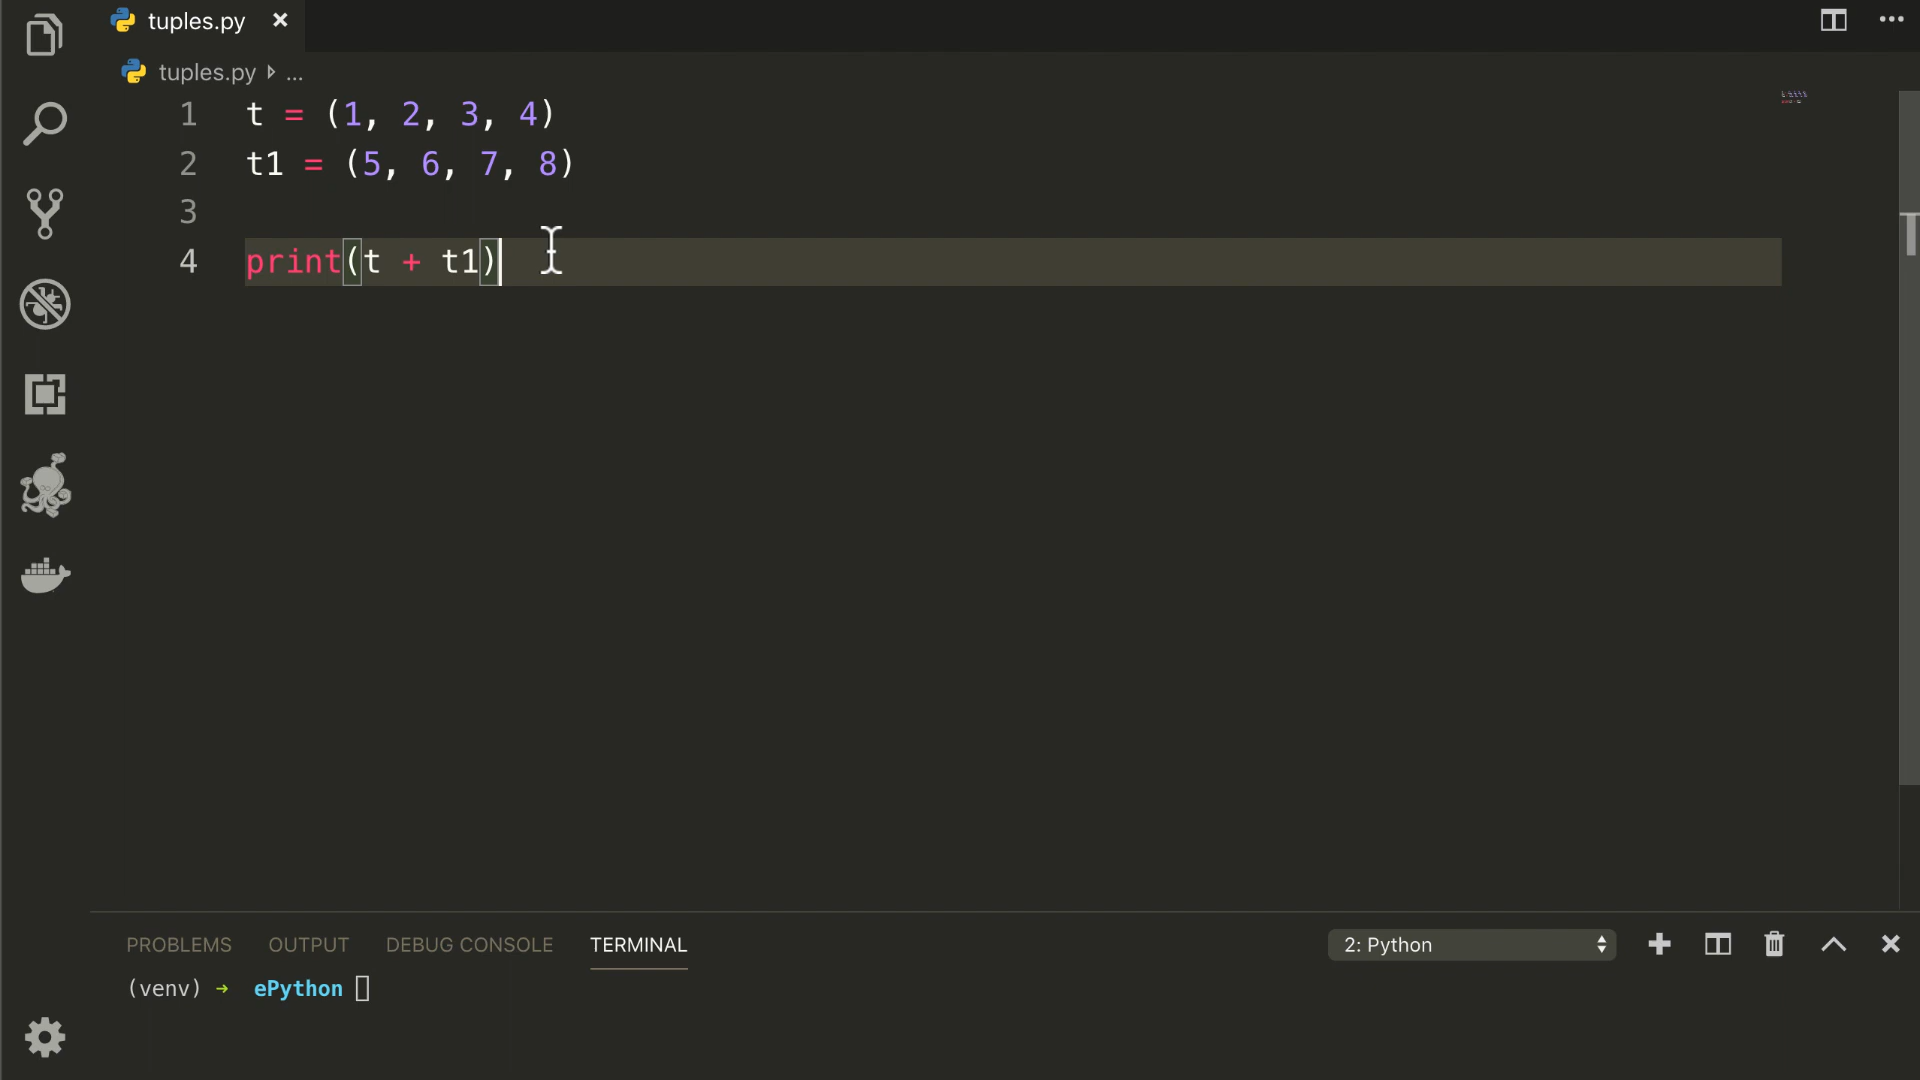 tuples.py
tuples.py ...
1 t = (1, 2, 3, 4)
2 t1 = (5, 6, 7, 8)
3
4 print(t + t1)
PROBLEMS OUTPUT DEBUG CONSOLE TERMINAL 2: Python
(venv) → ePython